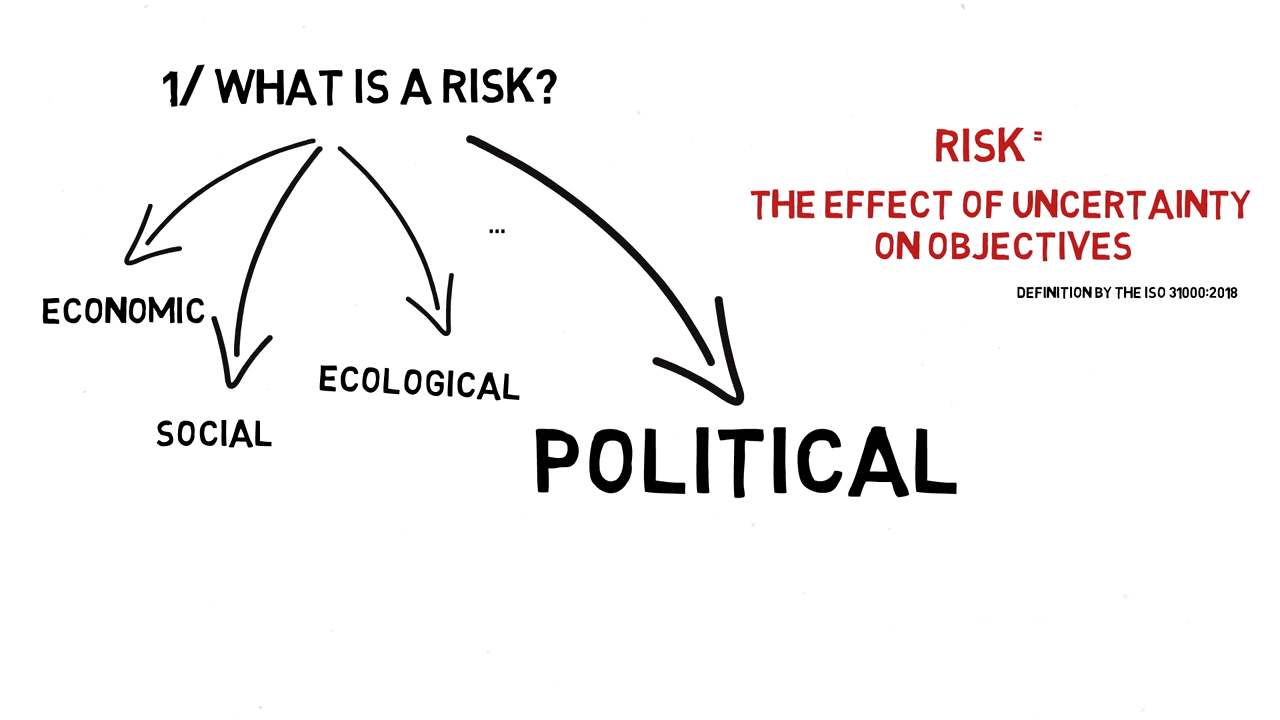 1/ WHAT IS A RISK?
RISK =
THE EFFECT OF UNCERTAINTY
ON OBJECTIVES
DEFINITION BY THE ISO 31000:2018
...
ECONOMIC
ECOLOGICAL
SOCIAL
POLITICAL